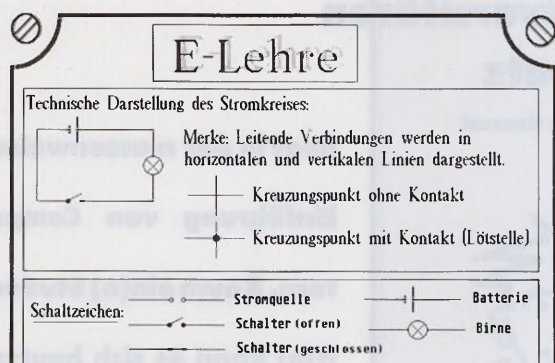 E-Lehre
Technische Darstellung des Stromkreises:
Merke: Leitende Verbindungen werden in
horizontalen und vertikalen Linien dargestellt.
Kreuzungspunkt ohne Kontakt
Kreuzungspunkt mit Kontakt (Lötstelle)
Schaltzeichen:
Stromquelle
Batterie
Schalter (offen)
Birne
Schalter (geschlossen)